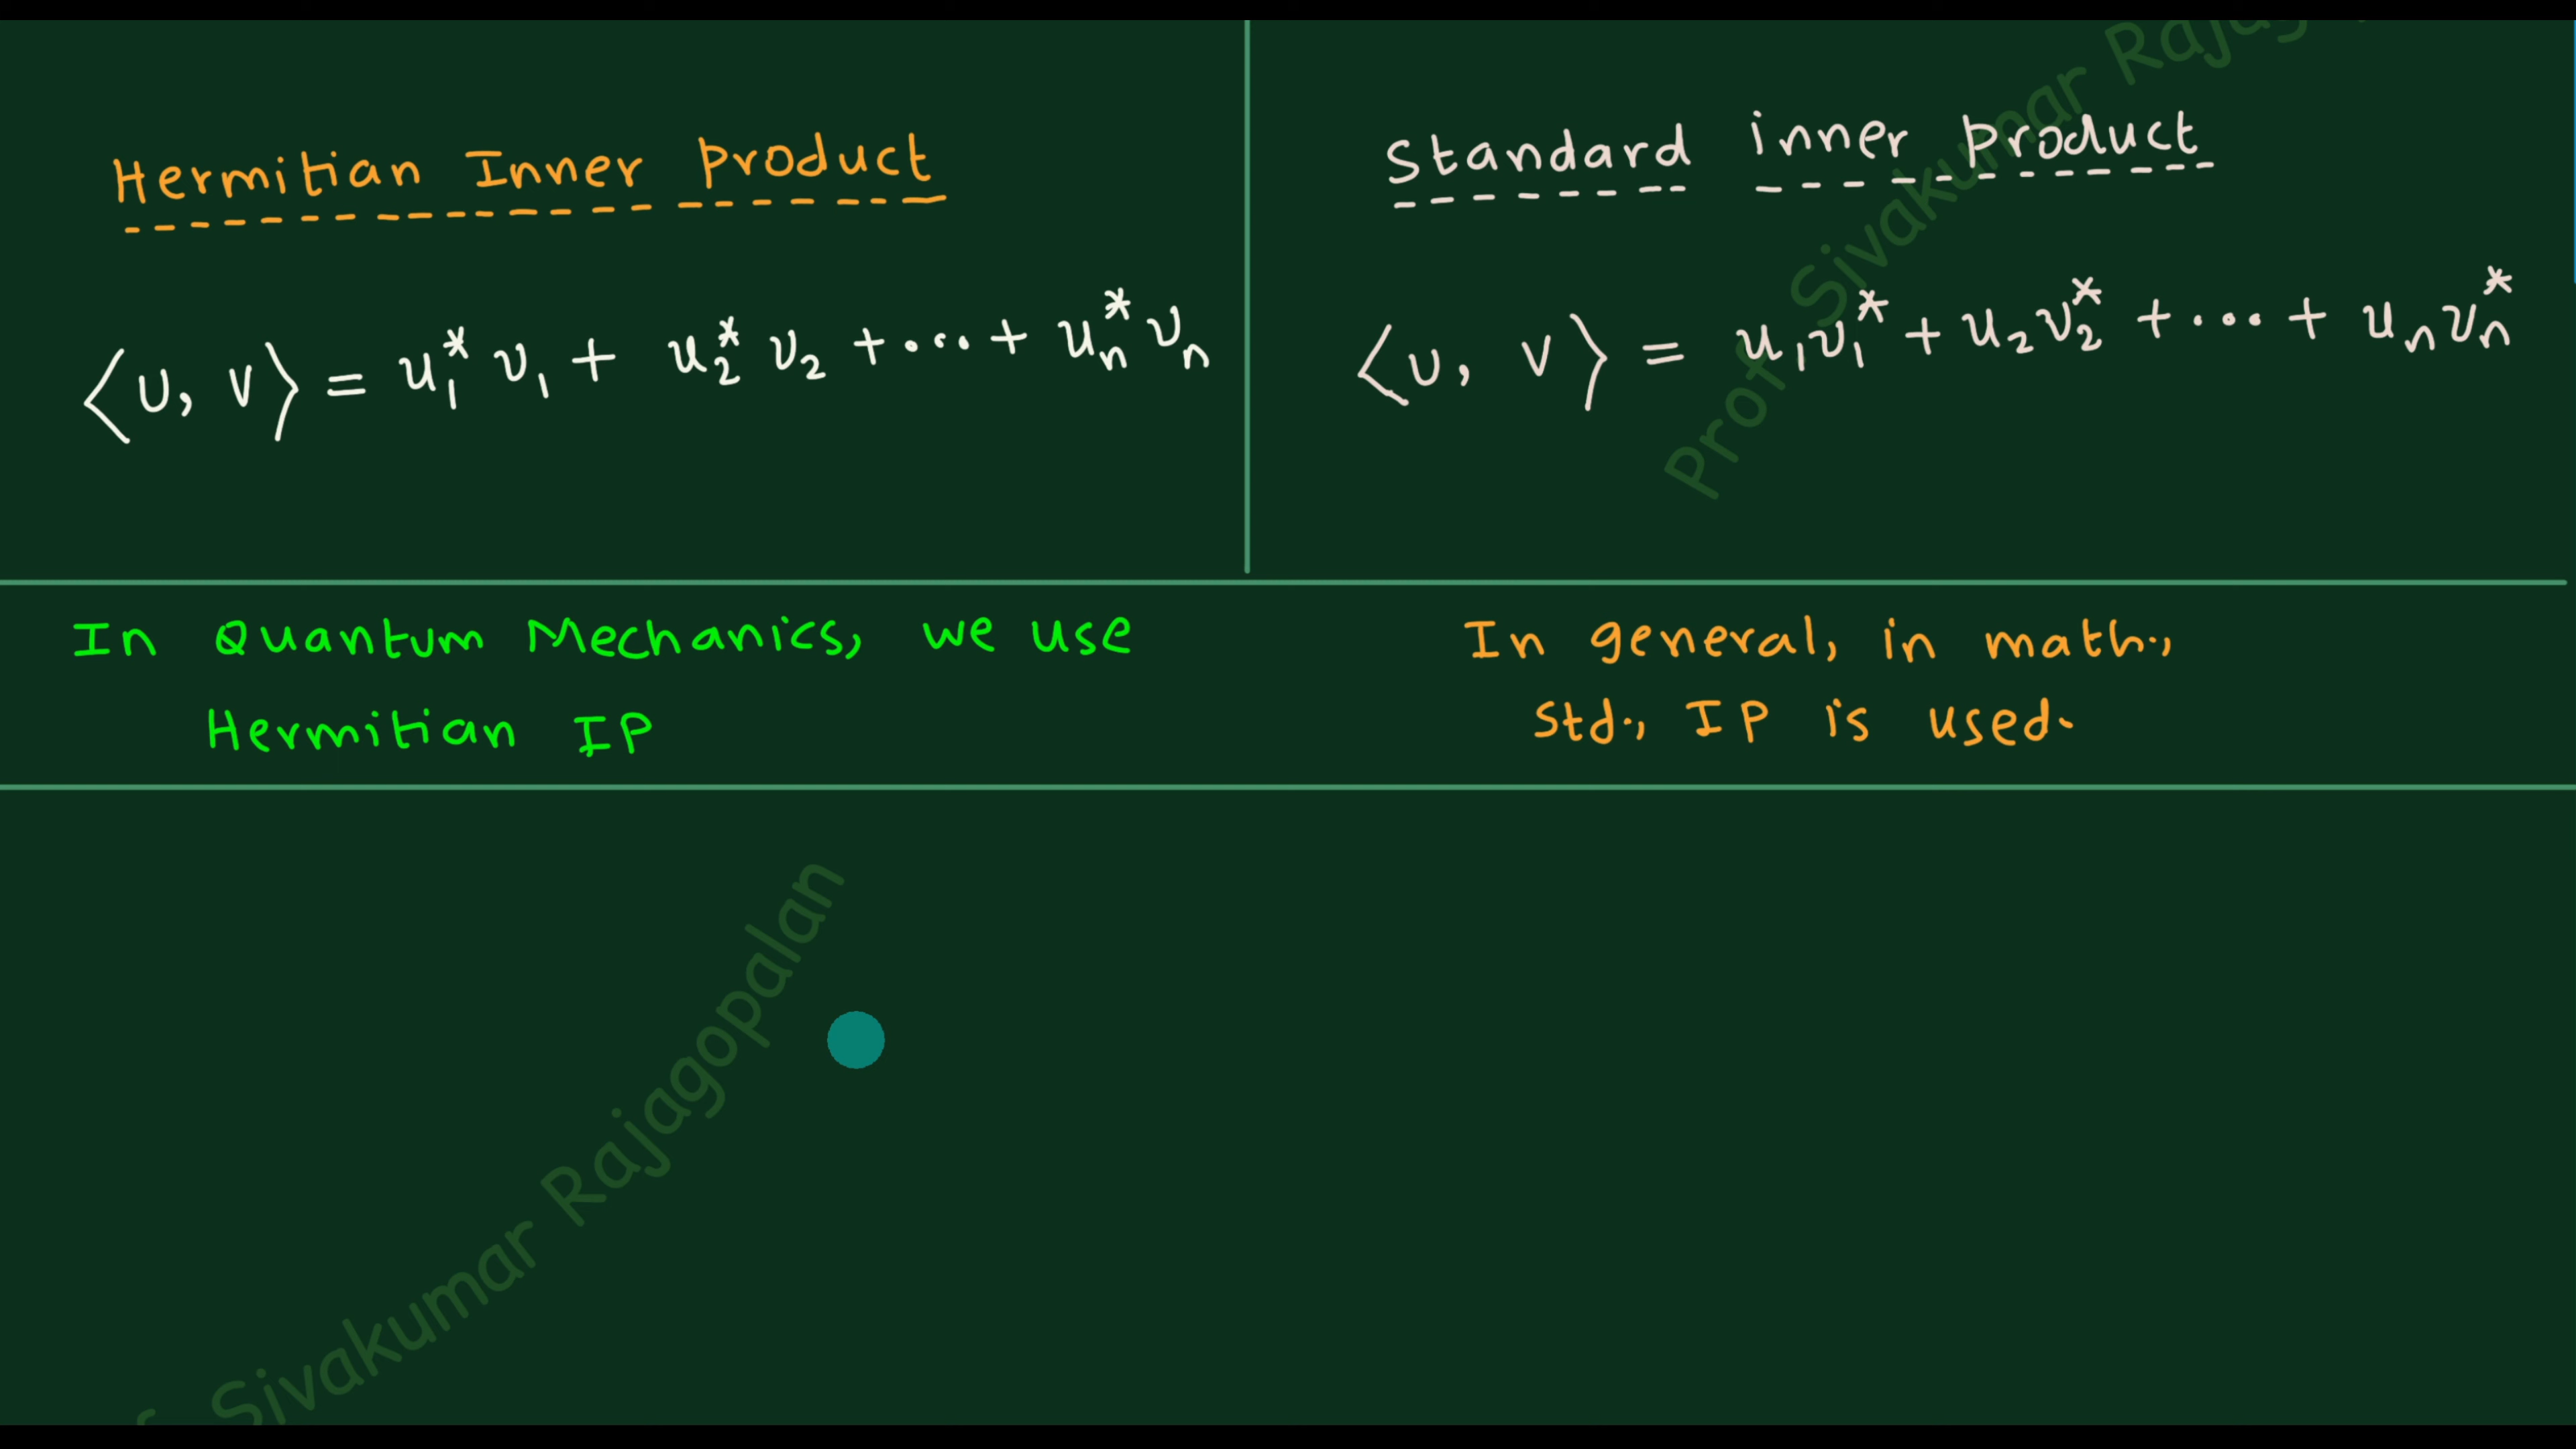 Hermitian Inner Product
⟨u, v⟩ = u₁* v₁ + u₂* v₂ + ... + uₙ* vₙ
Standard inner product
⟨u, v⟩ = u₁v₁* + u₂v₂* + ... + uₙvₙ*
In Quantum Mechanics, we use
Hermitian IP
In general, in math.,
Std., IP is used.
Prof Sivakumar Rajag
Sivakumar Rajagopalan